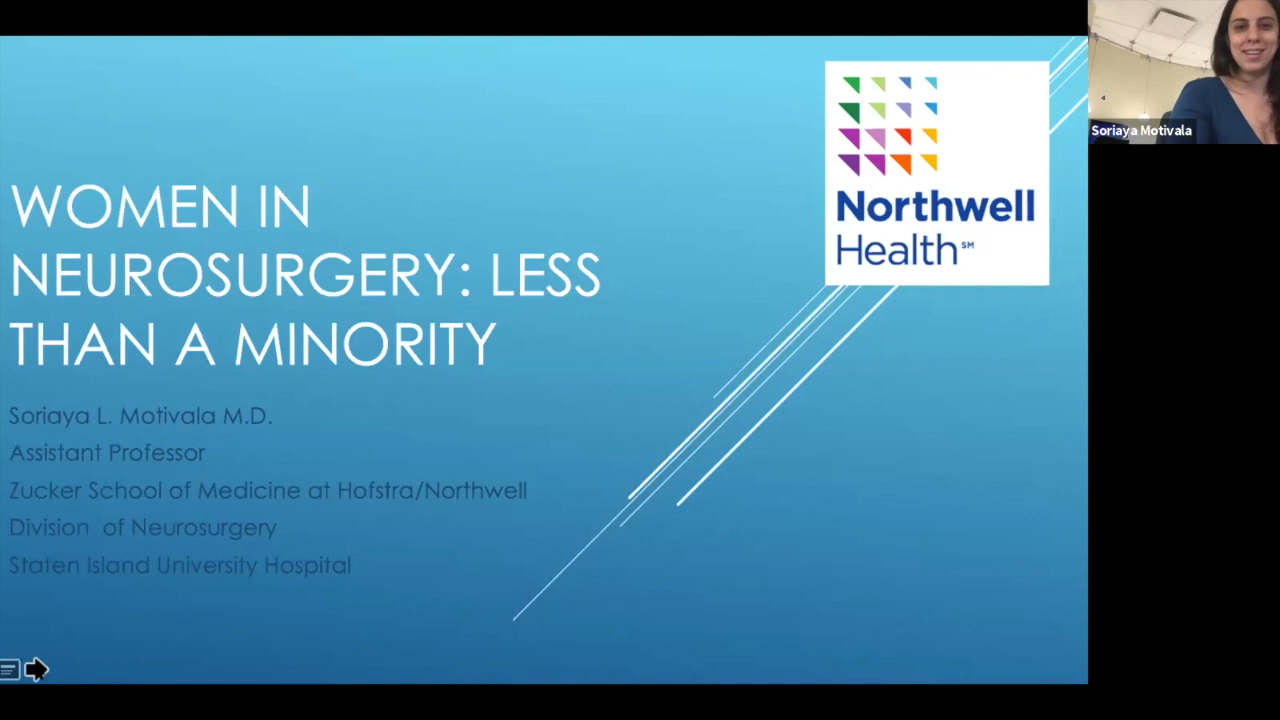 WOMEN IN
NEUROSURGERY: LESS
THAN A MINORITY
Soriaya L. Motivala M.D.
Assistant Professor
Zucker School of Medicine at Hofstra/Northwell
Division of Neurosurgery
Staten Island University Hospital
Northwell
Health℠
Soriaya Motivala